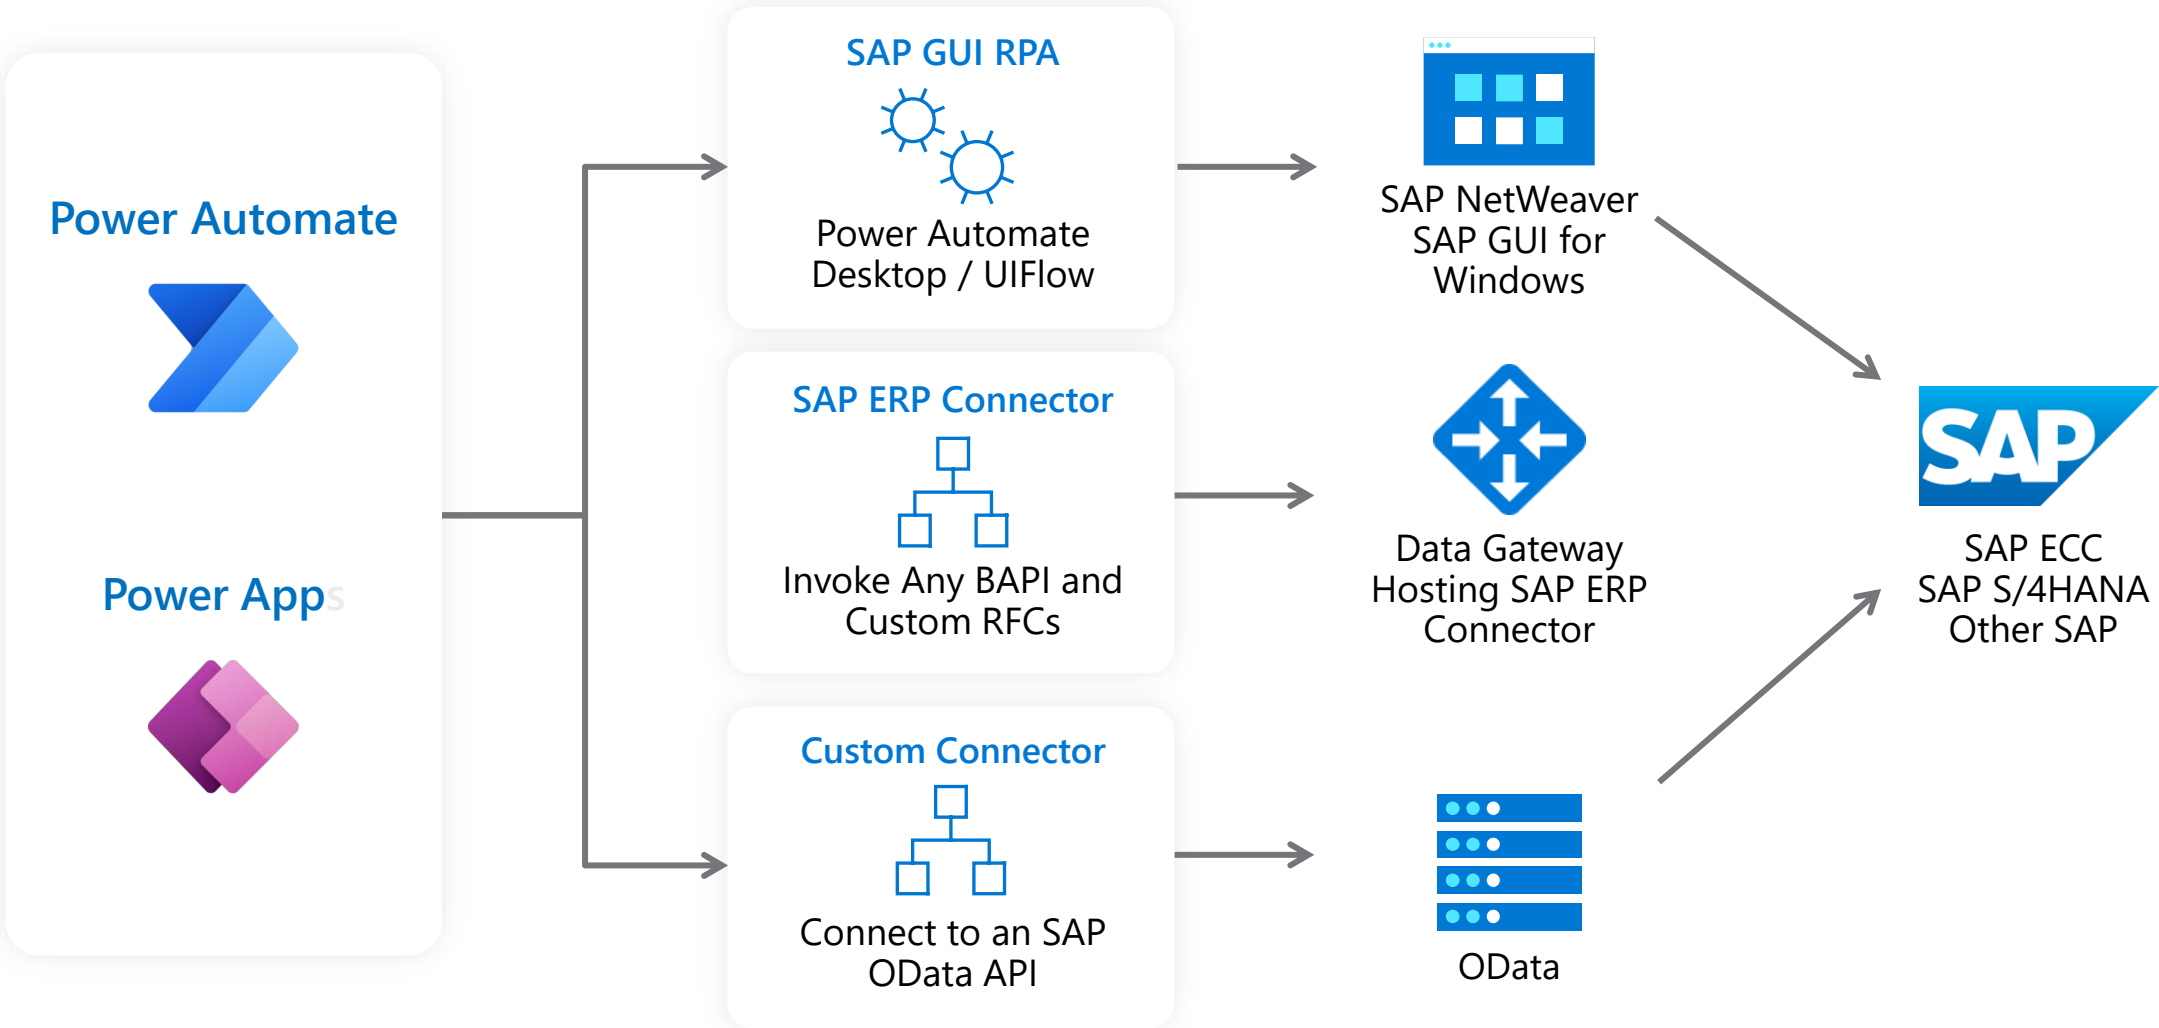 Power Automate
Power Apps
SAP GUI RPA
Power Automate
Desktop / UIFlow
SAP ERP Connector
Invoke Any BAPI and
Custom RFCs
Custom Connector
Connect to an SAP
OData API
SAP NetWeaver
SAP GUI for
Windows
Data Gateway
Hosting SAP ERP
Connector
OData
SAP
SAP ECC
SAP S/4HANA
Other SAP